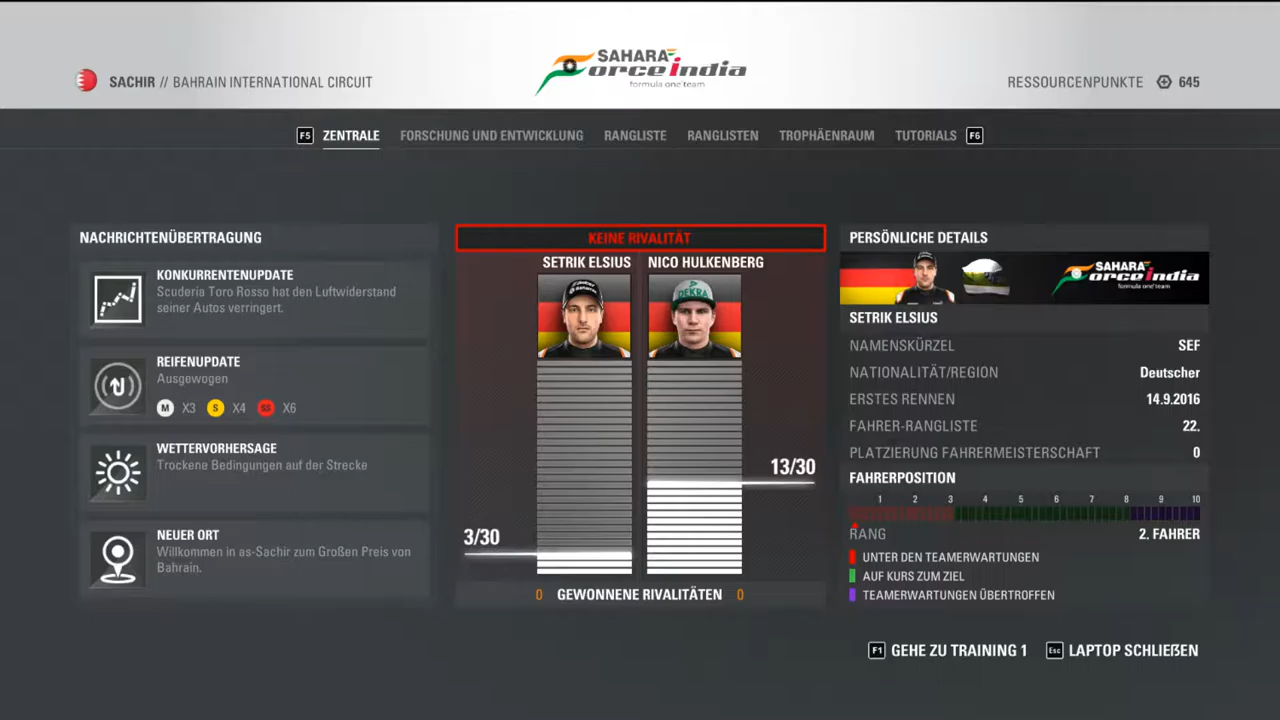 SACHIR // BAHRAIN INTERNATIONAL CIRCUIT
SAHARA
orce india
formula one team
RESSOURCENPUNKTE 645
F5 ZENTRALE FORSCHUNG UND ENTWICKLUNG RANGLISTE RANGLISTEN TROPHÄENRAUM TUTORIALS F6
NACHRICHTENÜBERTRAGUNG
KONKURRENTENUPDATE
Scuderia Toro Rosso hat den Luftwiderstand
seiner Autos verringert.
REIFENUPDATE
Ausgewogen
M X3 S X4 SS X6
WETTERVORHERSAGE
Trockene Bedingungen auf der Strecke
NEUER ORT
Willkommen in as-Sachir zum Großen Preis von
Bahrain.
KEINE RIVALITÄT
SETRIK ELSIUS NICO HULKENBERG
DEKRA
13/30
3/30
0 GEWONNENE RIVALITÄTEN 0
PERSÖNLICHE DETAILS
SAHARA
orce india
formula one team
SETRIK ELSIUS
NAMENSKÜRZEL SEF
NATIONALITÄT/REGION Deutscher
ERSTES RENNEN 14.9.2016
FAHRER-RANGLISTE 22.
PLATZIERUNG FAHRERMEISTERSCHAFT 0
FAHRERPOSITION
1 2 3 4 5 6 7 8 9 10
RANG 2. FAHRER
UNTER DEN TEAMERWARTUNGEN
AUF KURS ZUM ZIEL
TEAMERWARTUNGEN ÜBERTROFFEN
F1 GEHE ZU TRAINING 1 Esc LAPTOP SCHLIEßEN